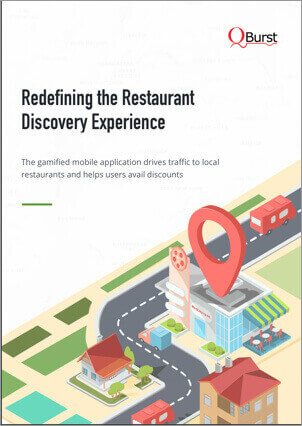 QBurst
Redefining the Restaurant
Discovery Experience
The gamified mobile application drives traffic to local
restaurants and helps users avail discounts